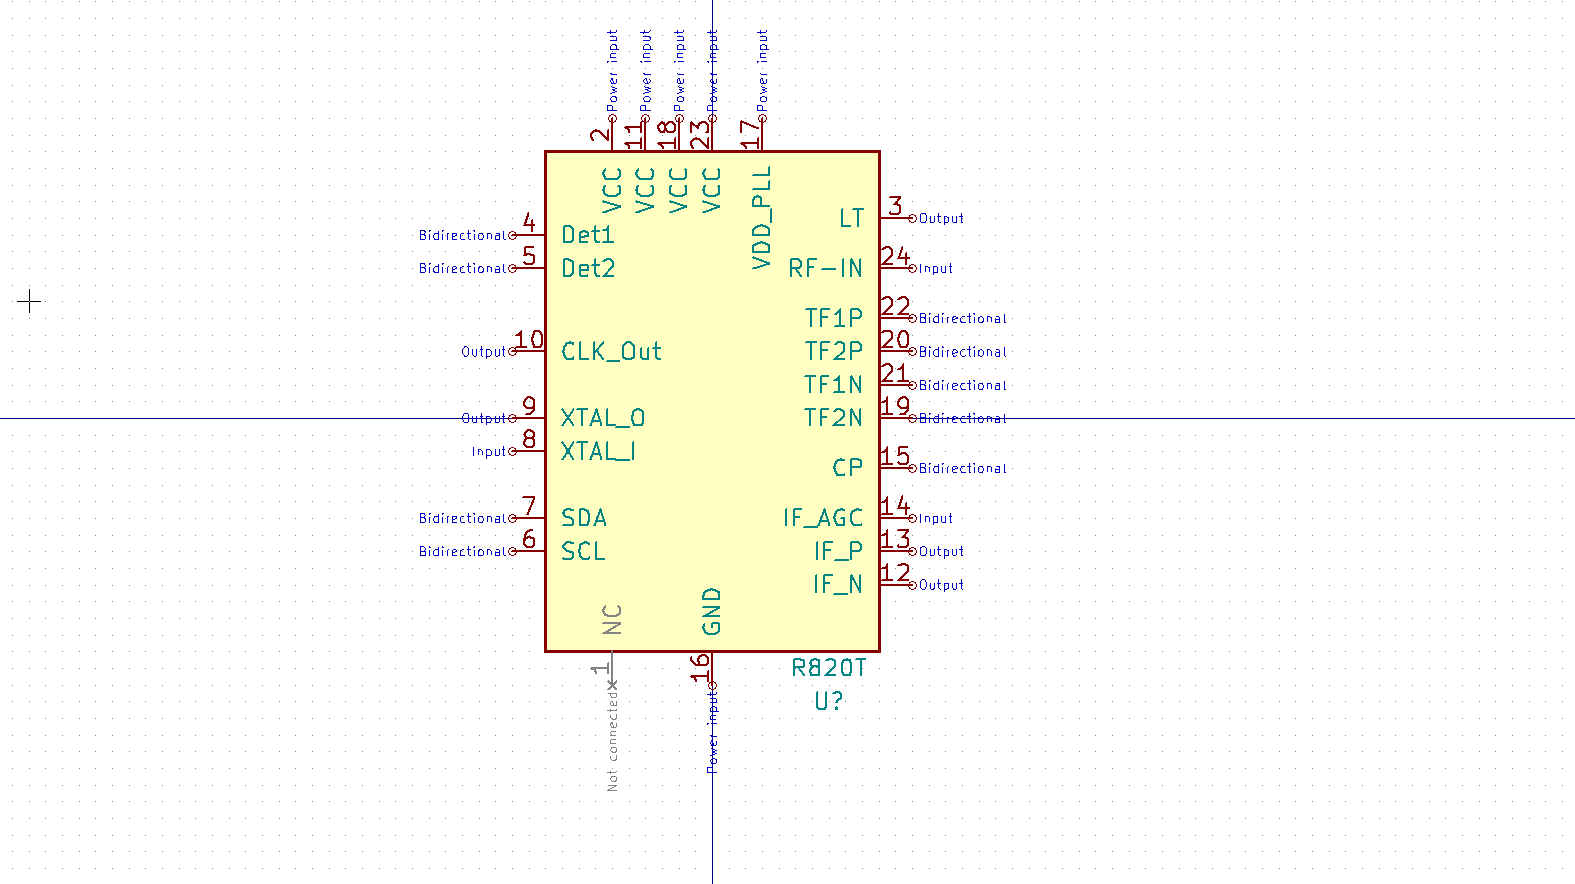 Power input Power input Power input Power input Power input
2 11 18 23 17
VCC VCC VCC VCC VDD_PLL
LT 3 Output
Bidirectional 4 Det1
Bidirectional 5 Det2
RF-IN 24 Input
TF1P 22 Bidirectional
Output 10 CLK_Out
TF2P 20 Bidirectional
TF1N 21 Bidirectional
Output 9 XTAL_O
TF2N 19 Bidirectional
Input 8 XTAL_I
CP 15 Bidirectional
Bidirectional 7 SDA
IF_AGC 14 Input
Bidirectional 6 SCL
IF_P 13 Output
IF_N 12 Output
NC GND
1 16
Not connected Power input
R820T
U?